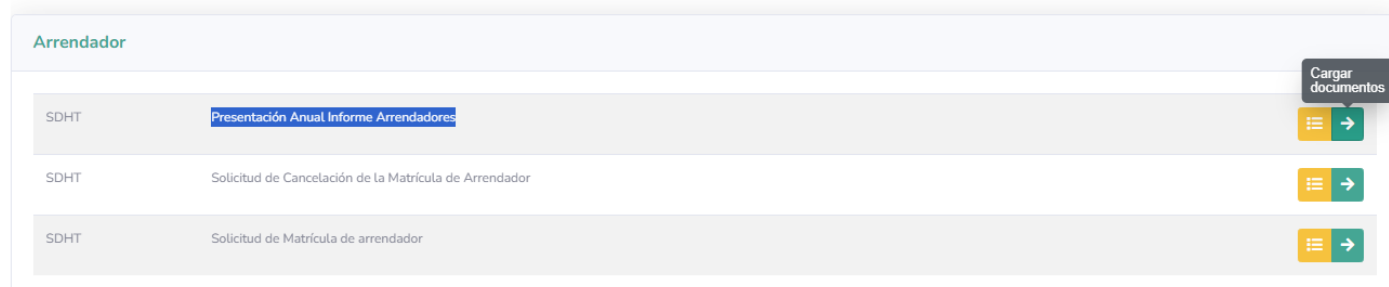 Arrendador
Cargar
documentos
SDHT Presentación Anual Informe Arrendadores
SDHT Solicitud de Cancelación de la Matrícula de Arrendador
SDHT Solicitud de Matrícula de arrendador